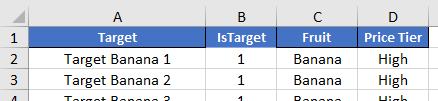 A B C D
1 Target IsTarget Fruit Price Tier
2 Target Banana 1 1 Banana High
3 Target Banana 2 1 Banana High